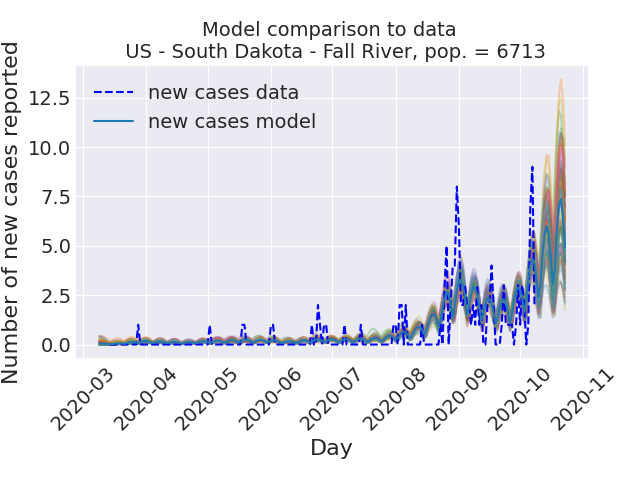 Model comparison to data
US - South Dakota - Fall River, pop. = 6713
Number of new cases reported
12.5
10.0
7.5
5.0
2.5
0.0
new cases data
new cases model
2020-03
2020-04
2020-05
2020-06
2020-07
2020-08
2020-09
2020-10
2020-11
Day